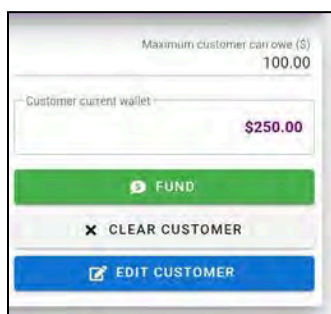 Maximum customer can owe ($)
100.00
Customer current wallet
$250.00
FUND
CLEAR CUSTOMER
EDIT CUSTOMER